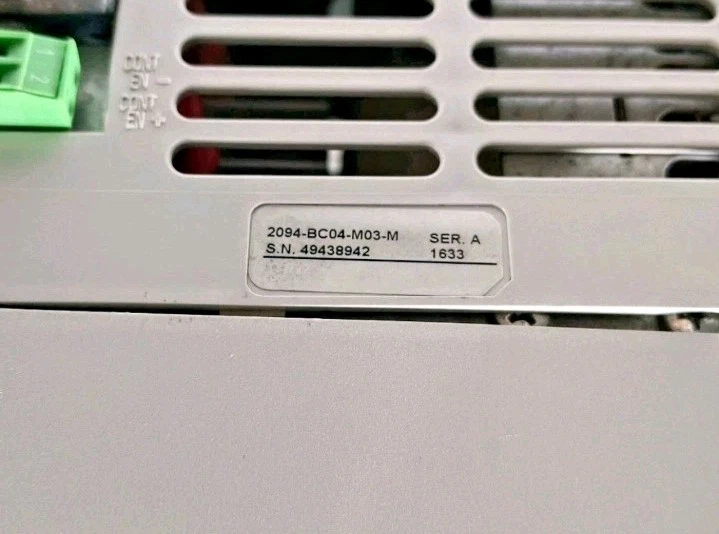 1
2
CONT
EN -
CONT
EN +
2094-BC04-M03-M SER. A
S.N. 49438942 1633